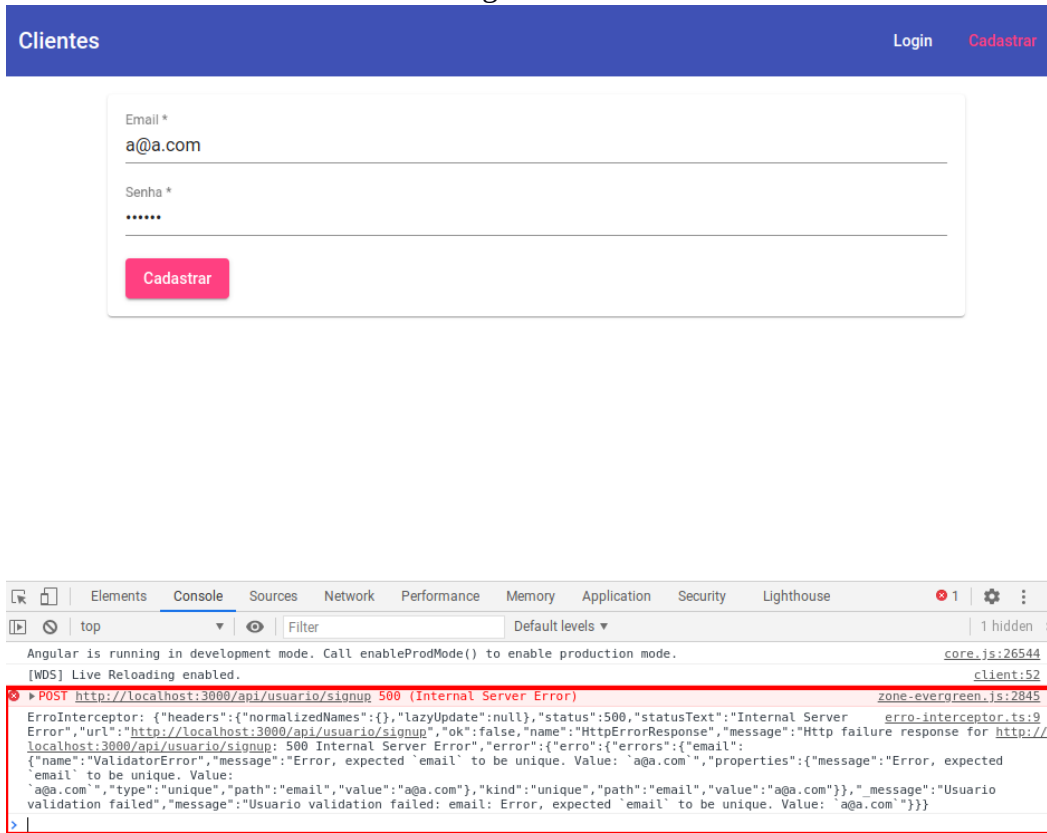 Clientes
Login
Cadastrar
Email *
a@a.com
Senha *
••••••
Cadastrar
Elements Console Sources Network Performance Memory Application Security Lighthouse 1
top Filter Default levels ▼ 1 hidden
Angular is running in development mode. Call enableProdMode() to enable production mode. core.js:26544
[WDS] Live Reloading enabled. client:52
▶POST http://localhost:3000/api/usuario/signup 500 (Internal Server Error) zone-evergreen.js:2845
ErroInterceptor: {"headers":{"normalizedNames":{},"lazyUpdate":null},"status":500,"statusText":"Internal Server erro-interceptor.ts:9
Error","url":"http://localhost:3000/api/usuario/signup","ok":false,"name":"HttpErrorResponse","message":"Http failure response for http://
localhost:3000/api/usuario/signup: 500 Internal Server Error","error":{"erro":{"errors":{"email":
{"name":"ValidatorError","message":"Error, expected `email` to be unique. Value: `a@a.com`","properties":{"message":"Error, expected
`email` to be unique. Value:
`a@a.com`","type":"unique","path":"email","value":"a@a.com"},"kind":"unique","path":"email","value":"a@a.com"}},"_message":"Usuario
validation failed","message":"Usuario validation failed: email: Error, expected `email` to be unique. Value: `a@a.com`"}}}
>